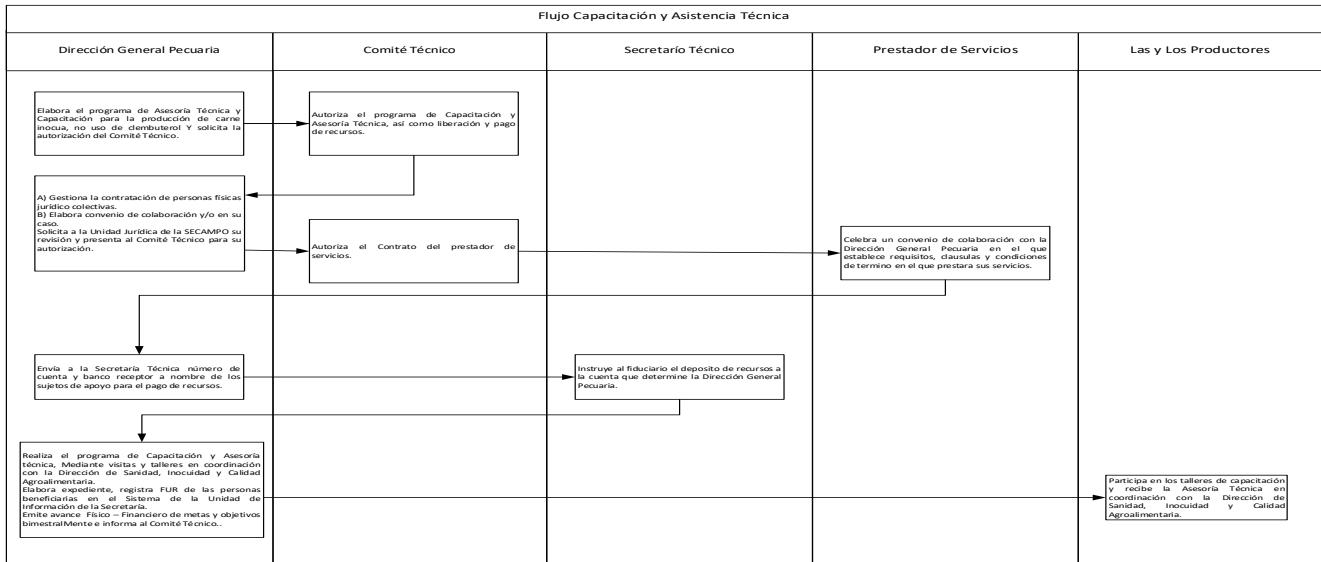 Flujo Capacitación y Asistencia Técnica
Dirección General Pecuaria
Comité Técnico
Secretarío Técnico
Prestador de Servicios
Las y Los Productores
Elabora el programa de Asesoría Técnica y
Capacitación para la producción de carne
inocua, no uso de clembuterol Y solicita la
autorización del Comité Técnico.
Autoriza el programa de Capacitación y
Asesoría Técnica, así como liberación y pago
de recursos.
A) Gestiona la contratación de personas físicas
jurídico colectivas.
B) Elabora convenio de colaboración y/o en su
caso.
Solicita a la Unidad Jurídica de la SECAMPO su
revisión y presenta al Comité Técnico para su
autorización.
Autoriza el Contrato del prestador de
servicios.
Celebra un convenio de colaboración con la
Dirección General Pecuaria en el que
establece requisitos, clausulas y condiciones
de termino en el que prestara sus servicios.
Envía a la Secretaría Técnica número de
cuenta y banco receptor a nombre de los
sujetos de apoyo para el pago de recursos.
Instruye al fiduciario el deposito de recursos a
la cuenta que determine la Dirección General
Pecuaria.
Realiza el programa de Capacitación y Asesoría
técnica, Mediante visitas y talleres en coordinación
con la Dirección de Sanidad, Inocuidad y Calidad
Agroalimentaria.
Elabora expediente, registra FUR de las personas
beneficiarias en el Sistema de la Unidad de
Información de la Secretaría.
Emite avance Físico – Financiero de metas y objetivos
bimestralMente e informa al Comité Técnico..
Participa en los talleres de capacitación
y recibe la Asesoría Técnica en
coordinación con la Dirección de
Sanidad, Inocuidad y Calidad
Agroalimentaria.